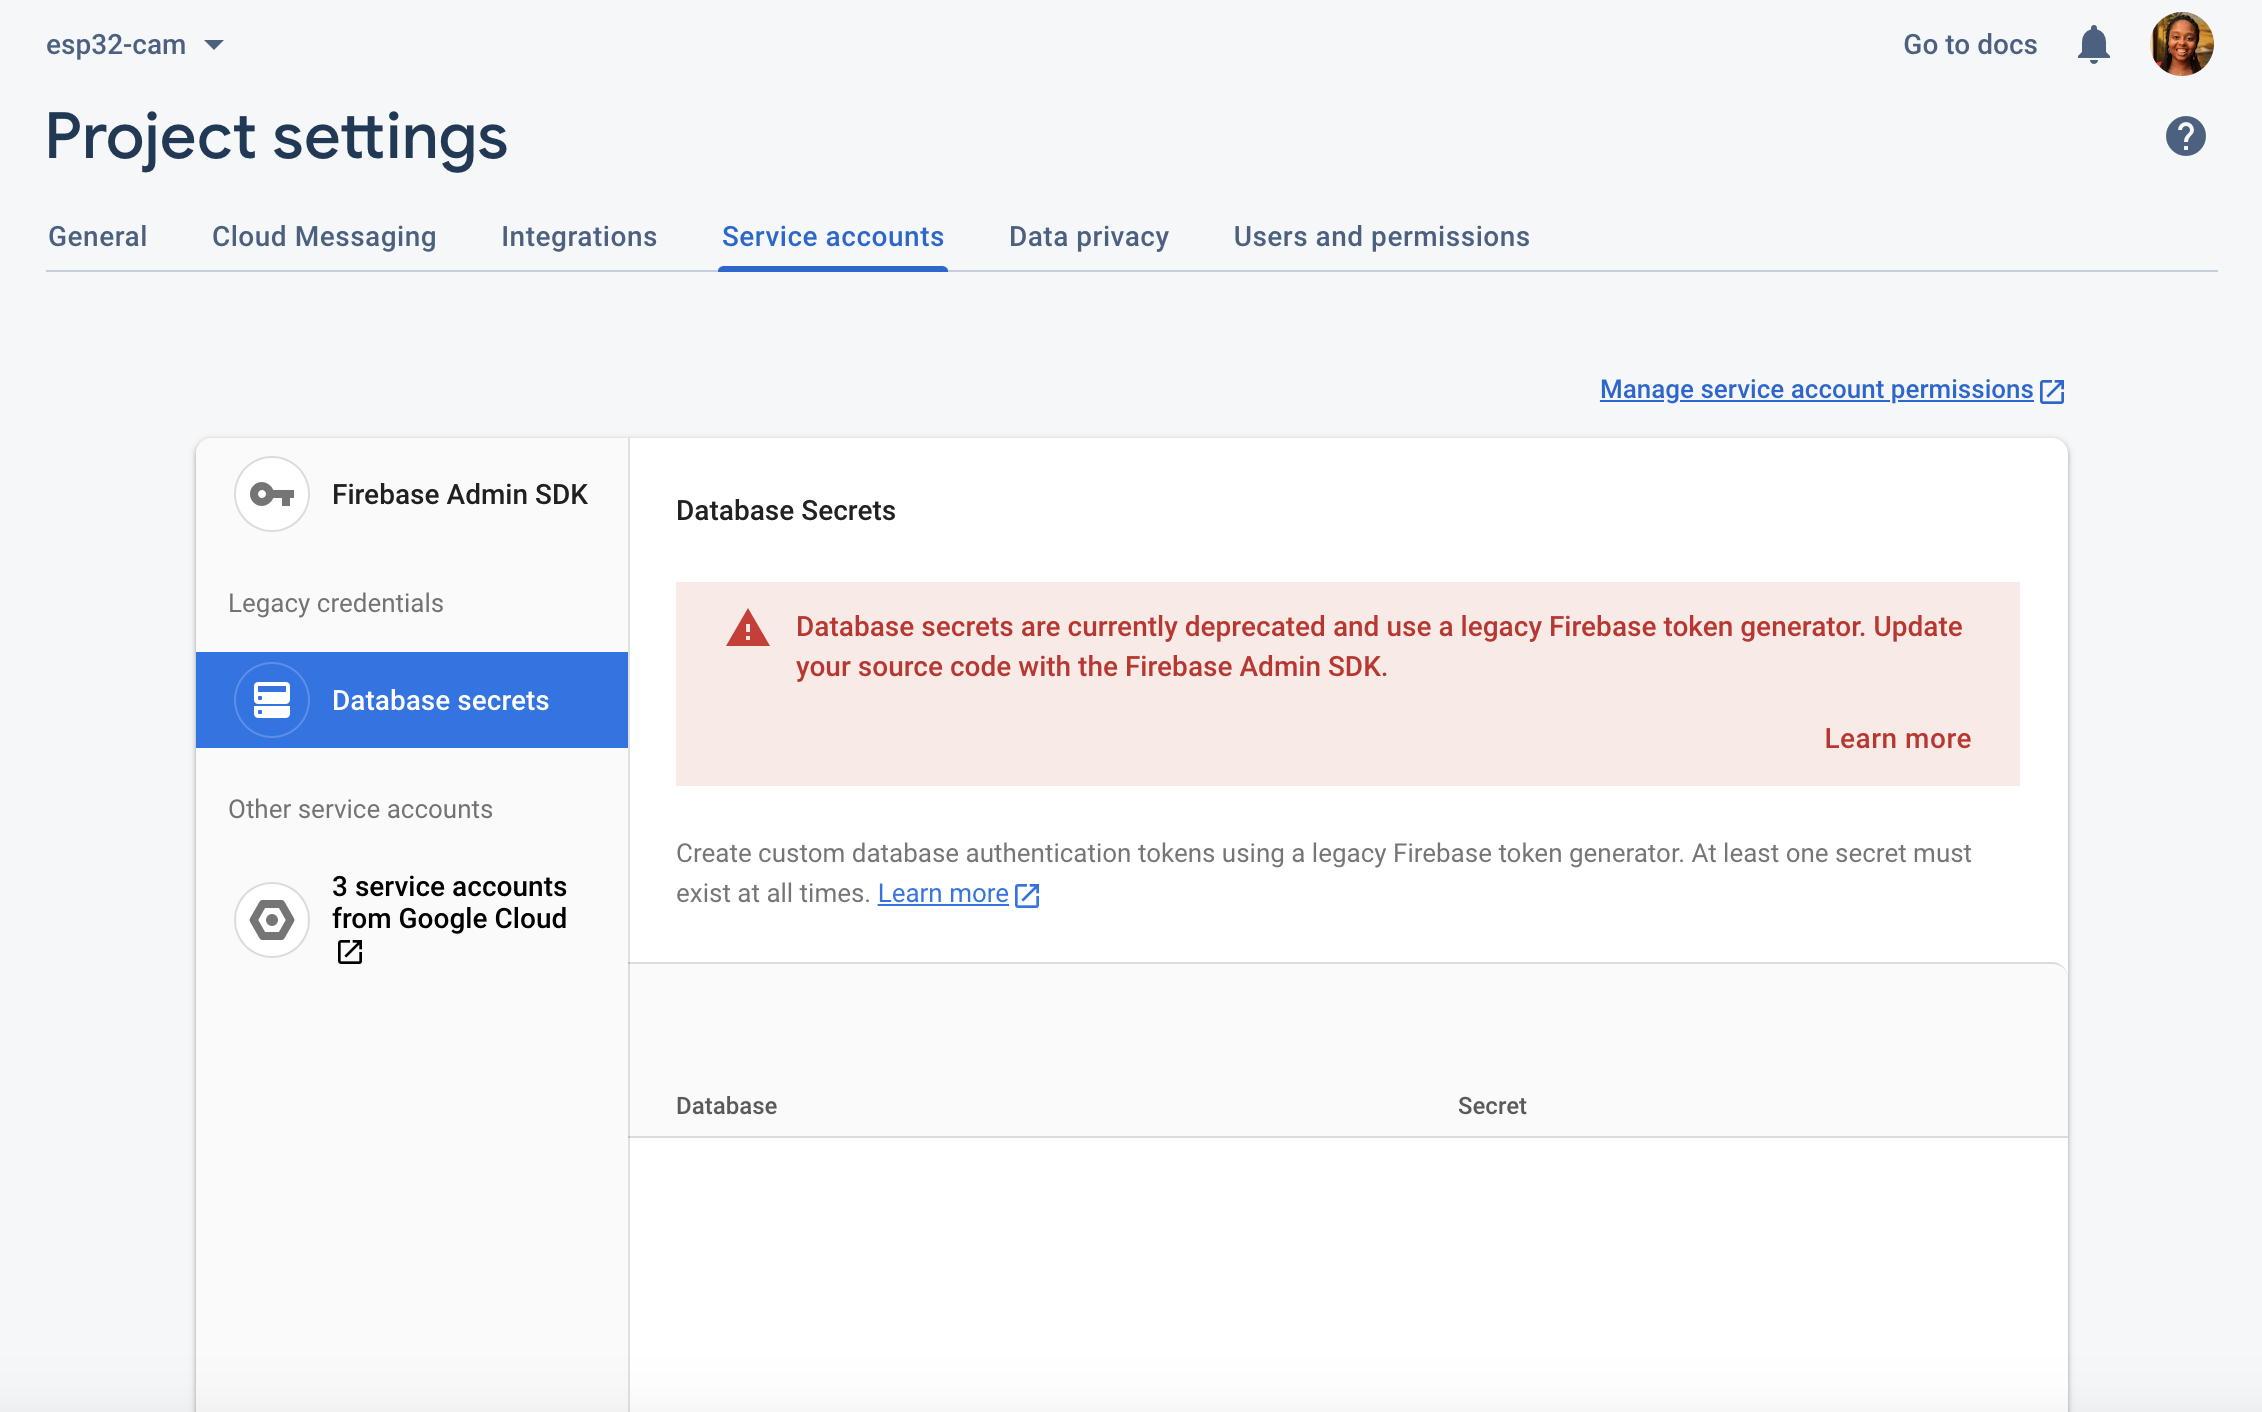 esp32-cam
Go to docs
Project settings
General Cloud Messaging Integrations Service accounts Data privacy Users and permissions
Manage service account permissions
Firebase Admin SDK
Legacy credentials
Database secrets
Other service accounts
3 service accounts
from Google Cloud
Database Secrets
Database secrets are currently deprecated and use a legacy Firebase token generator. Update
your source code with the Firebase Admin SDK.
Learn more
Create custom database authentication tokens using a legacy Firebase token generator. At least one secret must
exist at all times. Learn more
Database Secret